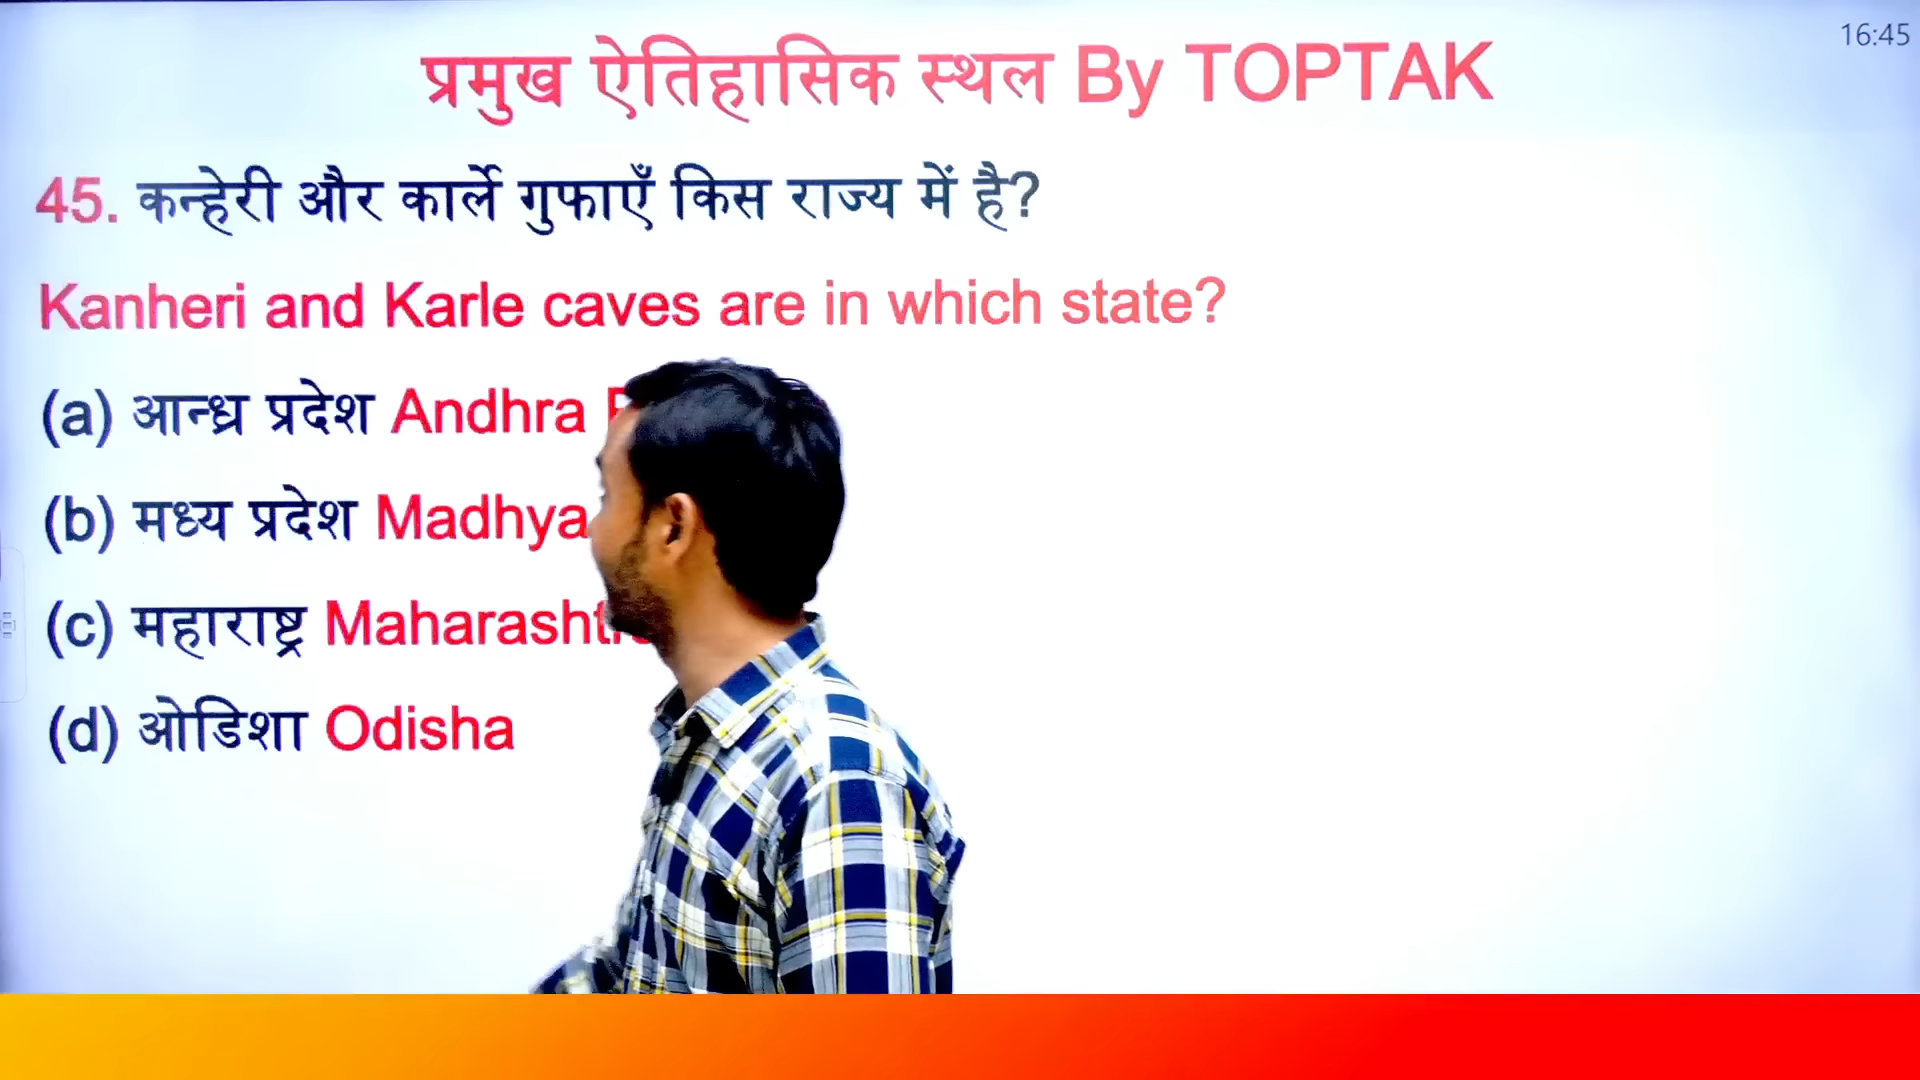 16:45
प्रमुख ऐतिहासिक स्थल By TOPTAK
45. कन्हेरी और कार्ले गुफाएँ किस राज्य में है?
Kanheri and Karle caves are in which state?
(a) आन्ध्र प्रदेश Andhra
(b) मध्य प्रदेश Madhya
(c) महाराष्ट्र Maharashtra
(d) ओडिशा Odisha